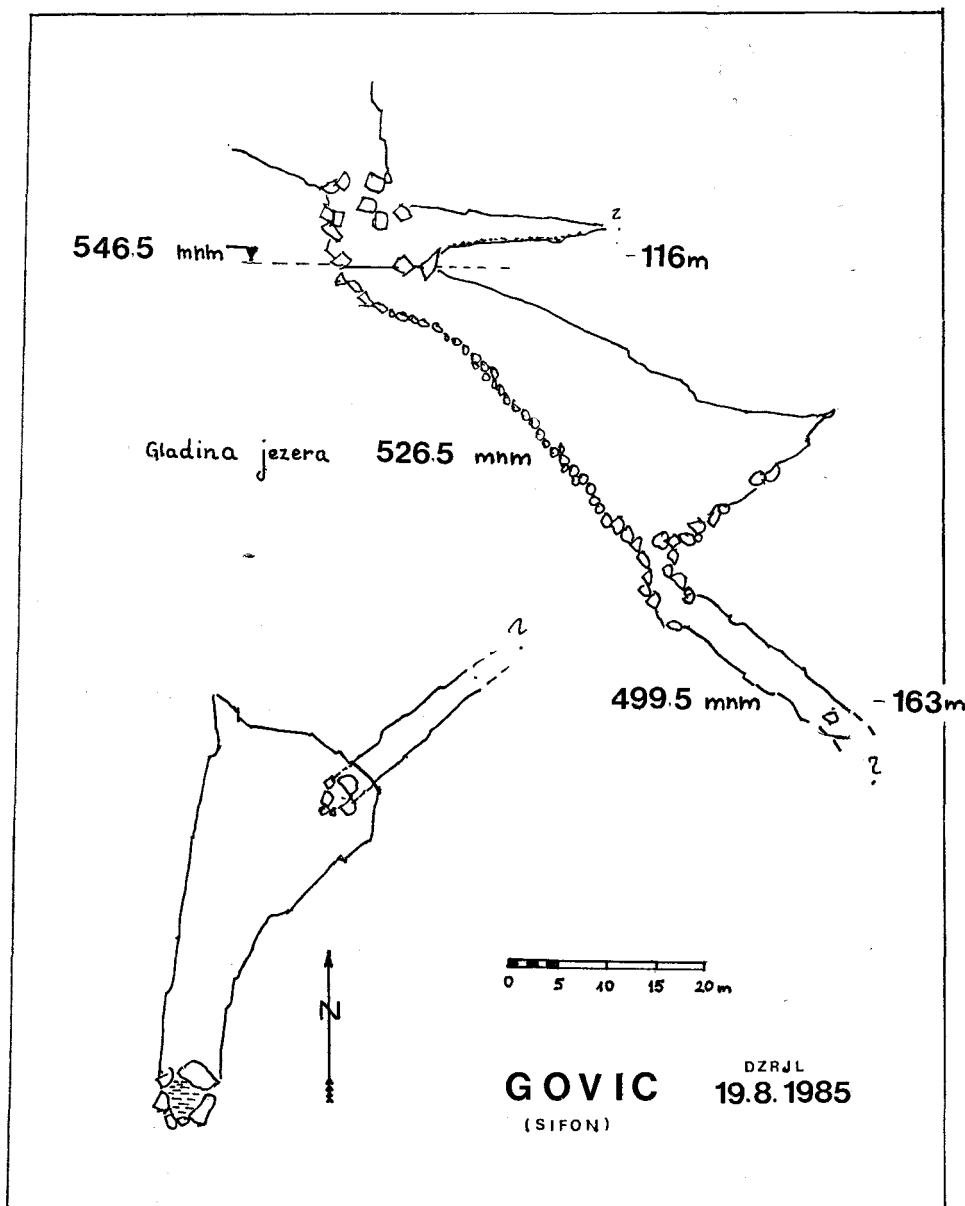 ?
546.5 mnm
-116m
Gladina jezera 526.5 mnm
?
499.5 mnm -163m
?
N
0 5 10 15 20 m
GOVIC
(SIFON)
DZRJL
19.8.1985